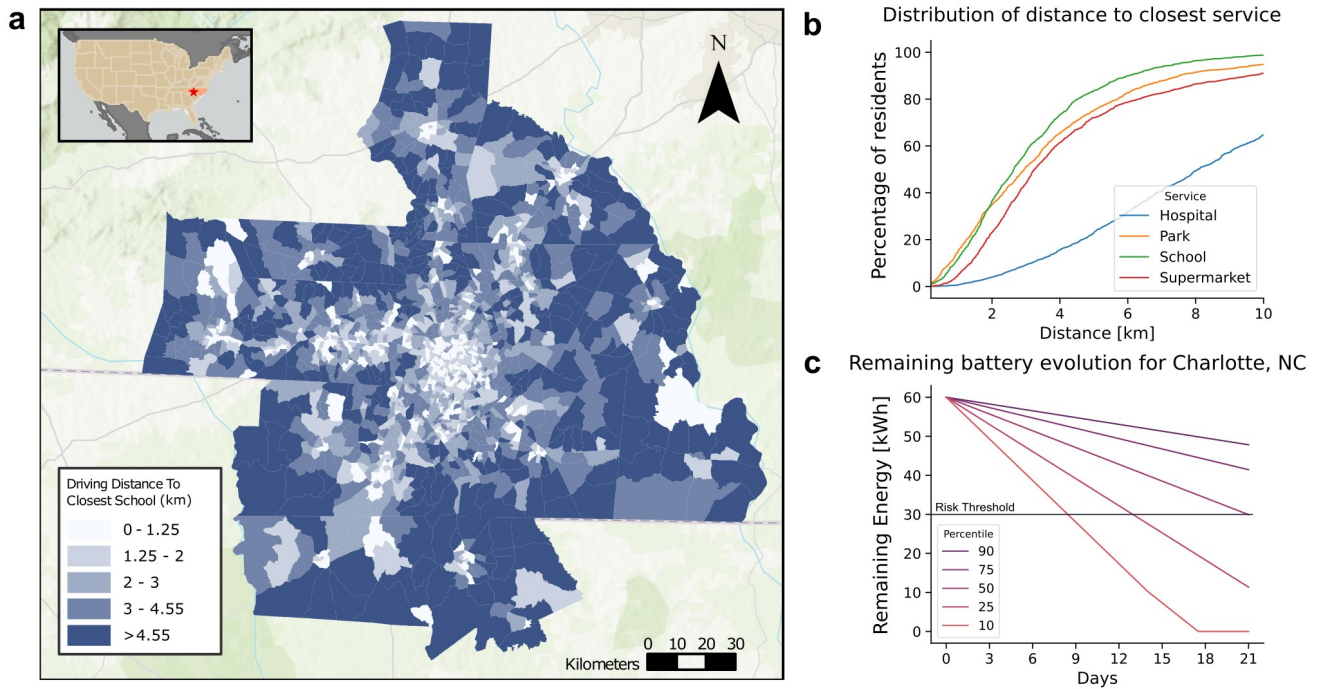 a
N
Driving Distance To
Closest School (km)
0 - 1.25
1.25 - 2
2 - 3
3 - 4.55
>4.55
0 10 20 30
Kilometers
b
Distribution of distance to closest service
Percentage of residents
100
80
60
40
20
0
Service
Hospital
Park
School
Supermarket
2 4 6 8 10
Distance [km]
c
Remaining battery evolution for Charlotte, NC
Remaining Energy [kWh]
60
50
40
30
20
10
0
Risk Threshold
Percentile
90
75
50
25
10
0 3 6 9 12 15 18 21
Days